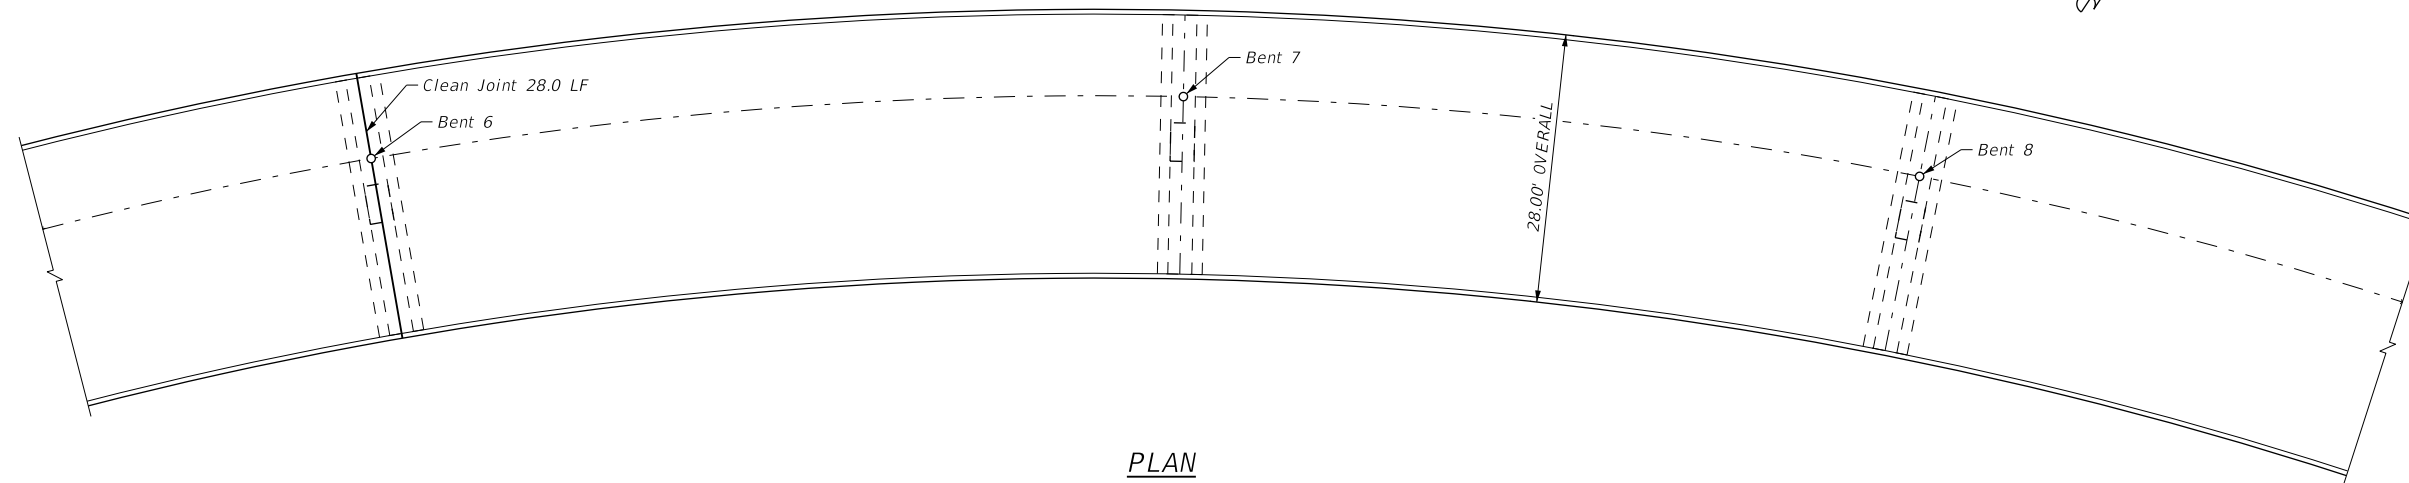 Bent 7
Clean Joint 28.0 LF
Bent 6
28.00' OVERALL
Bent 8
PLAN